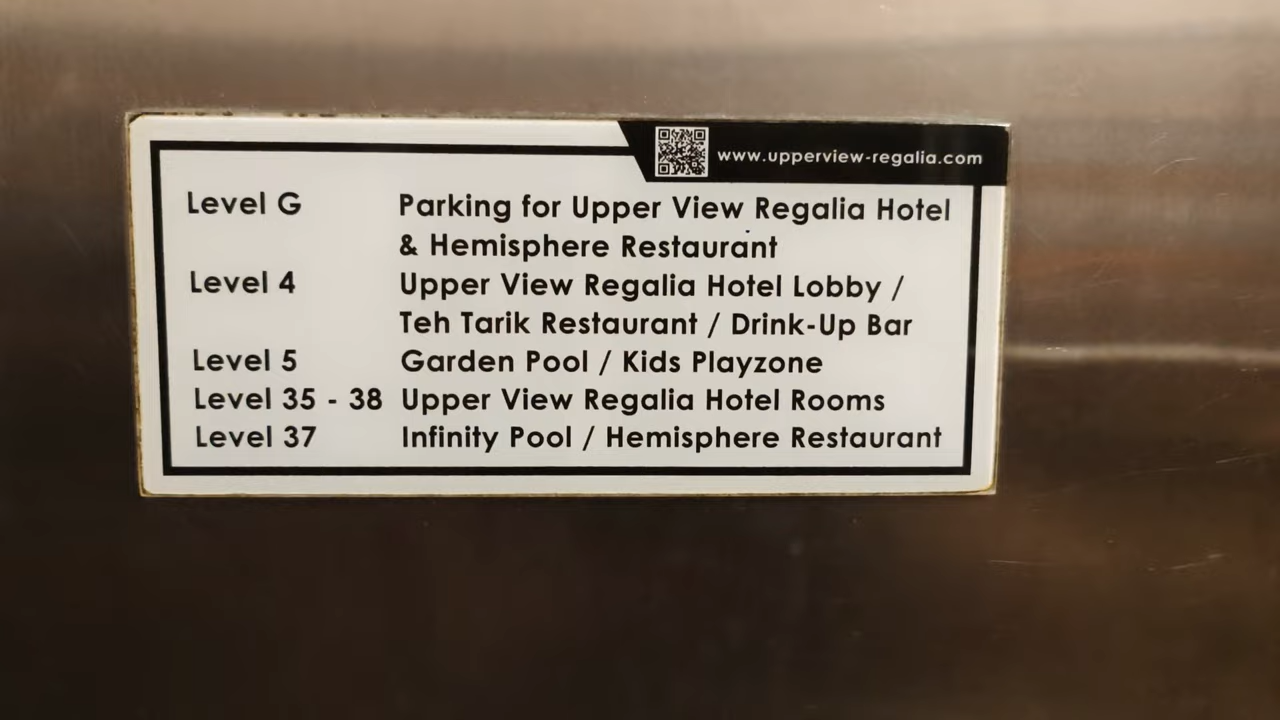 www.upperview-regalia.com
Level G Parking for Upper View Regalia Hotel
& Hemisphere Restaurant
Level 4 Upper View Regalia Hotel Lobby /
Teh Tarik Restaurant / Drink-Up Bar
Level 5 Garden Pool / Kids Playzone
Level 35 - 38 Upper View Regalia Hotel Rooms
Level 37 Infinity Pool / Hemisphere Restaurant